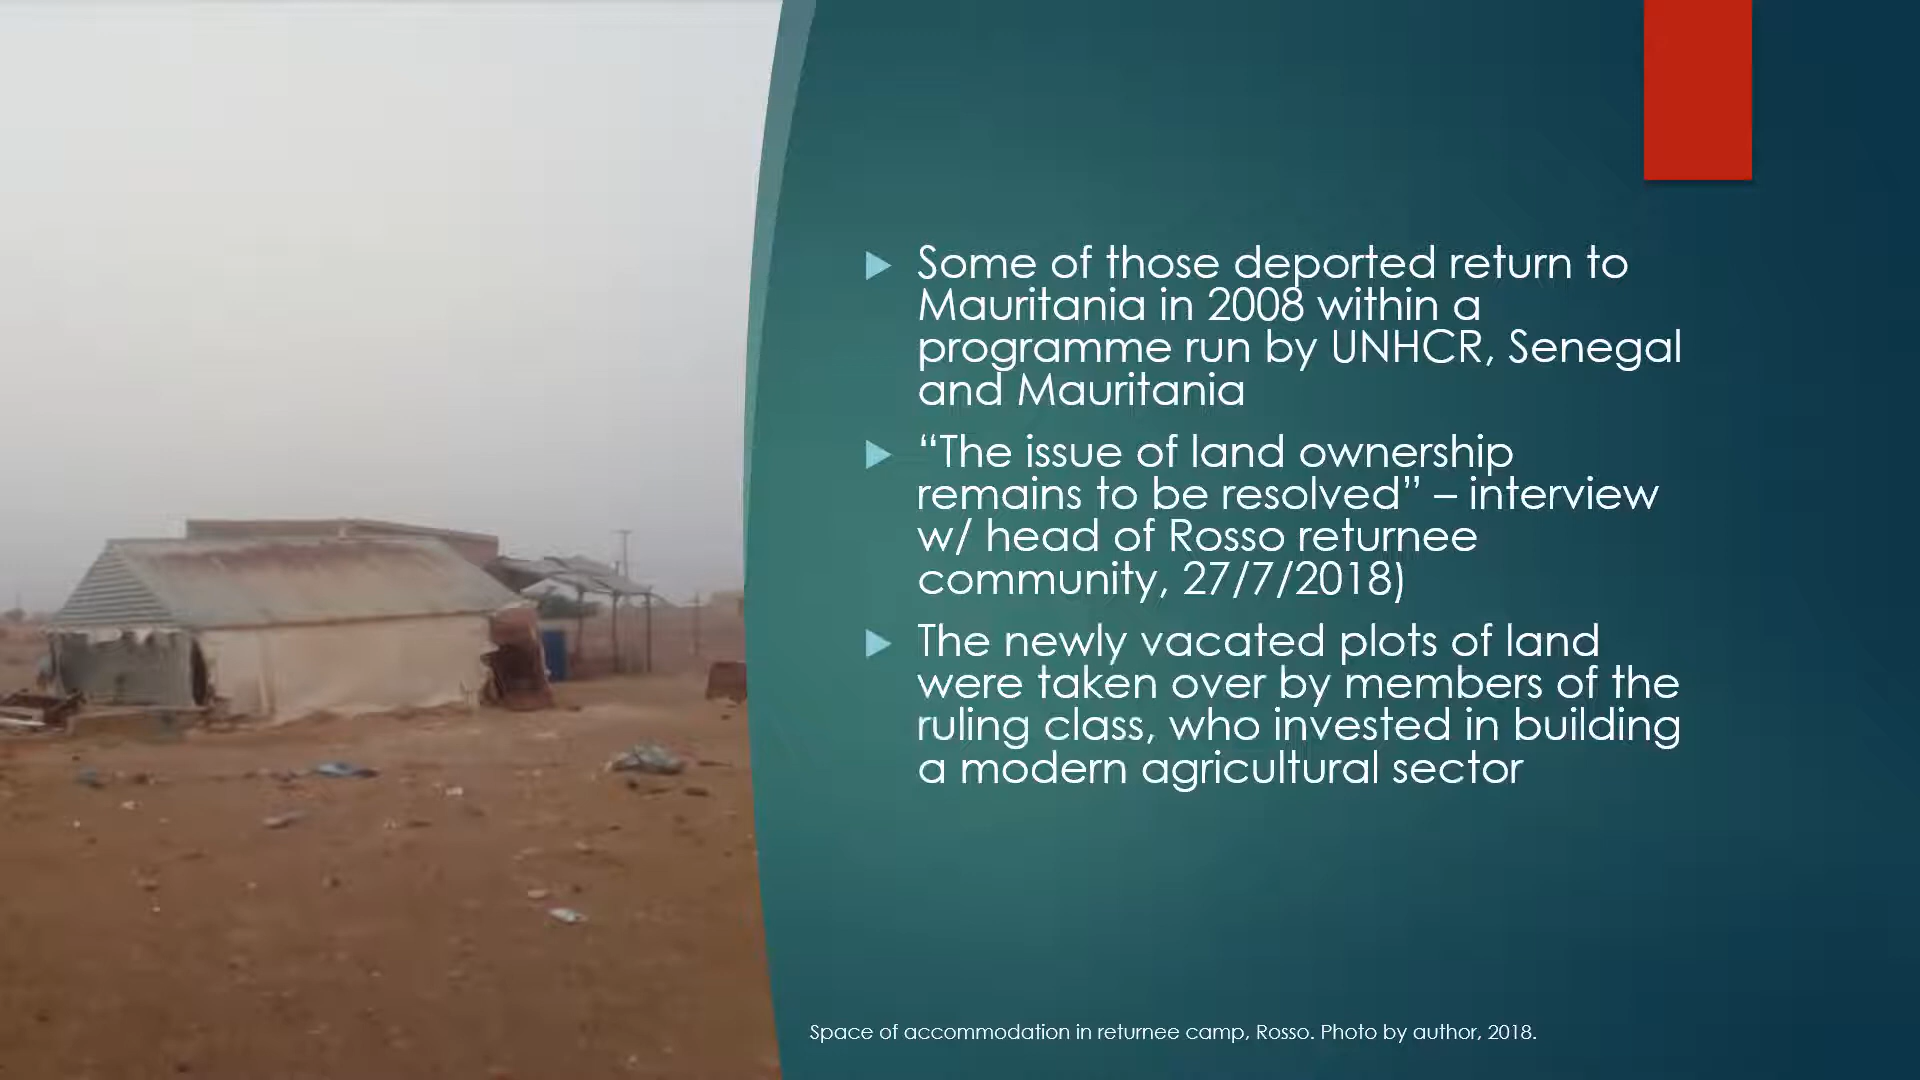 Some of those deported return to
Mauritania in 2008 within a
programme run by UNHCR, Senegal
and Mauritania
“The issue of land ownership
remains to be resolved” – interview
w/ head of Rosso returnee
community, 27/7/2018)
The newly vacated plots of land
were taken over by members of the
ruling class, who invested in building
a modern agricultural sector
Space of accommodation in returnee camp, Rosso. Photo by author, 2018.